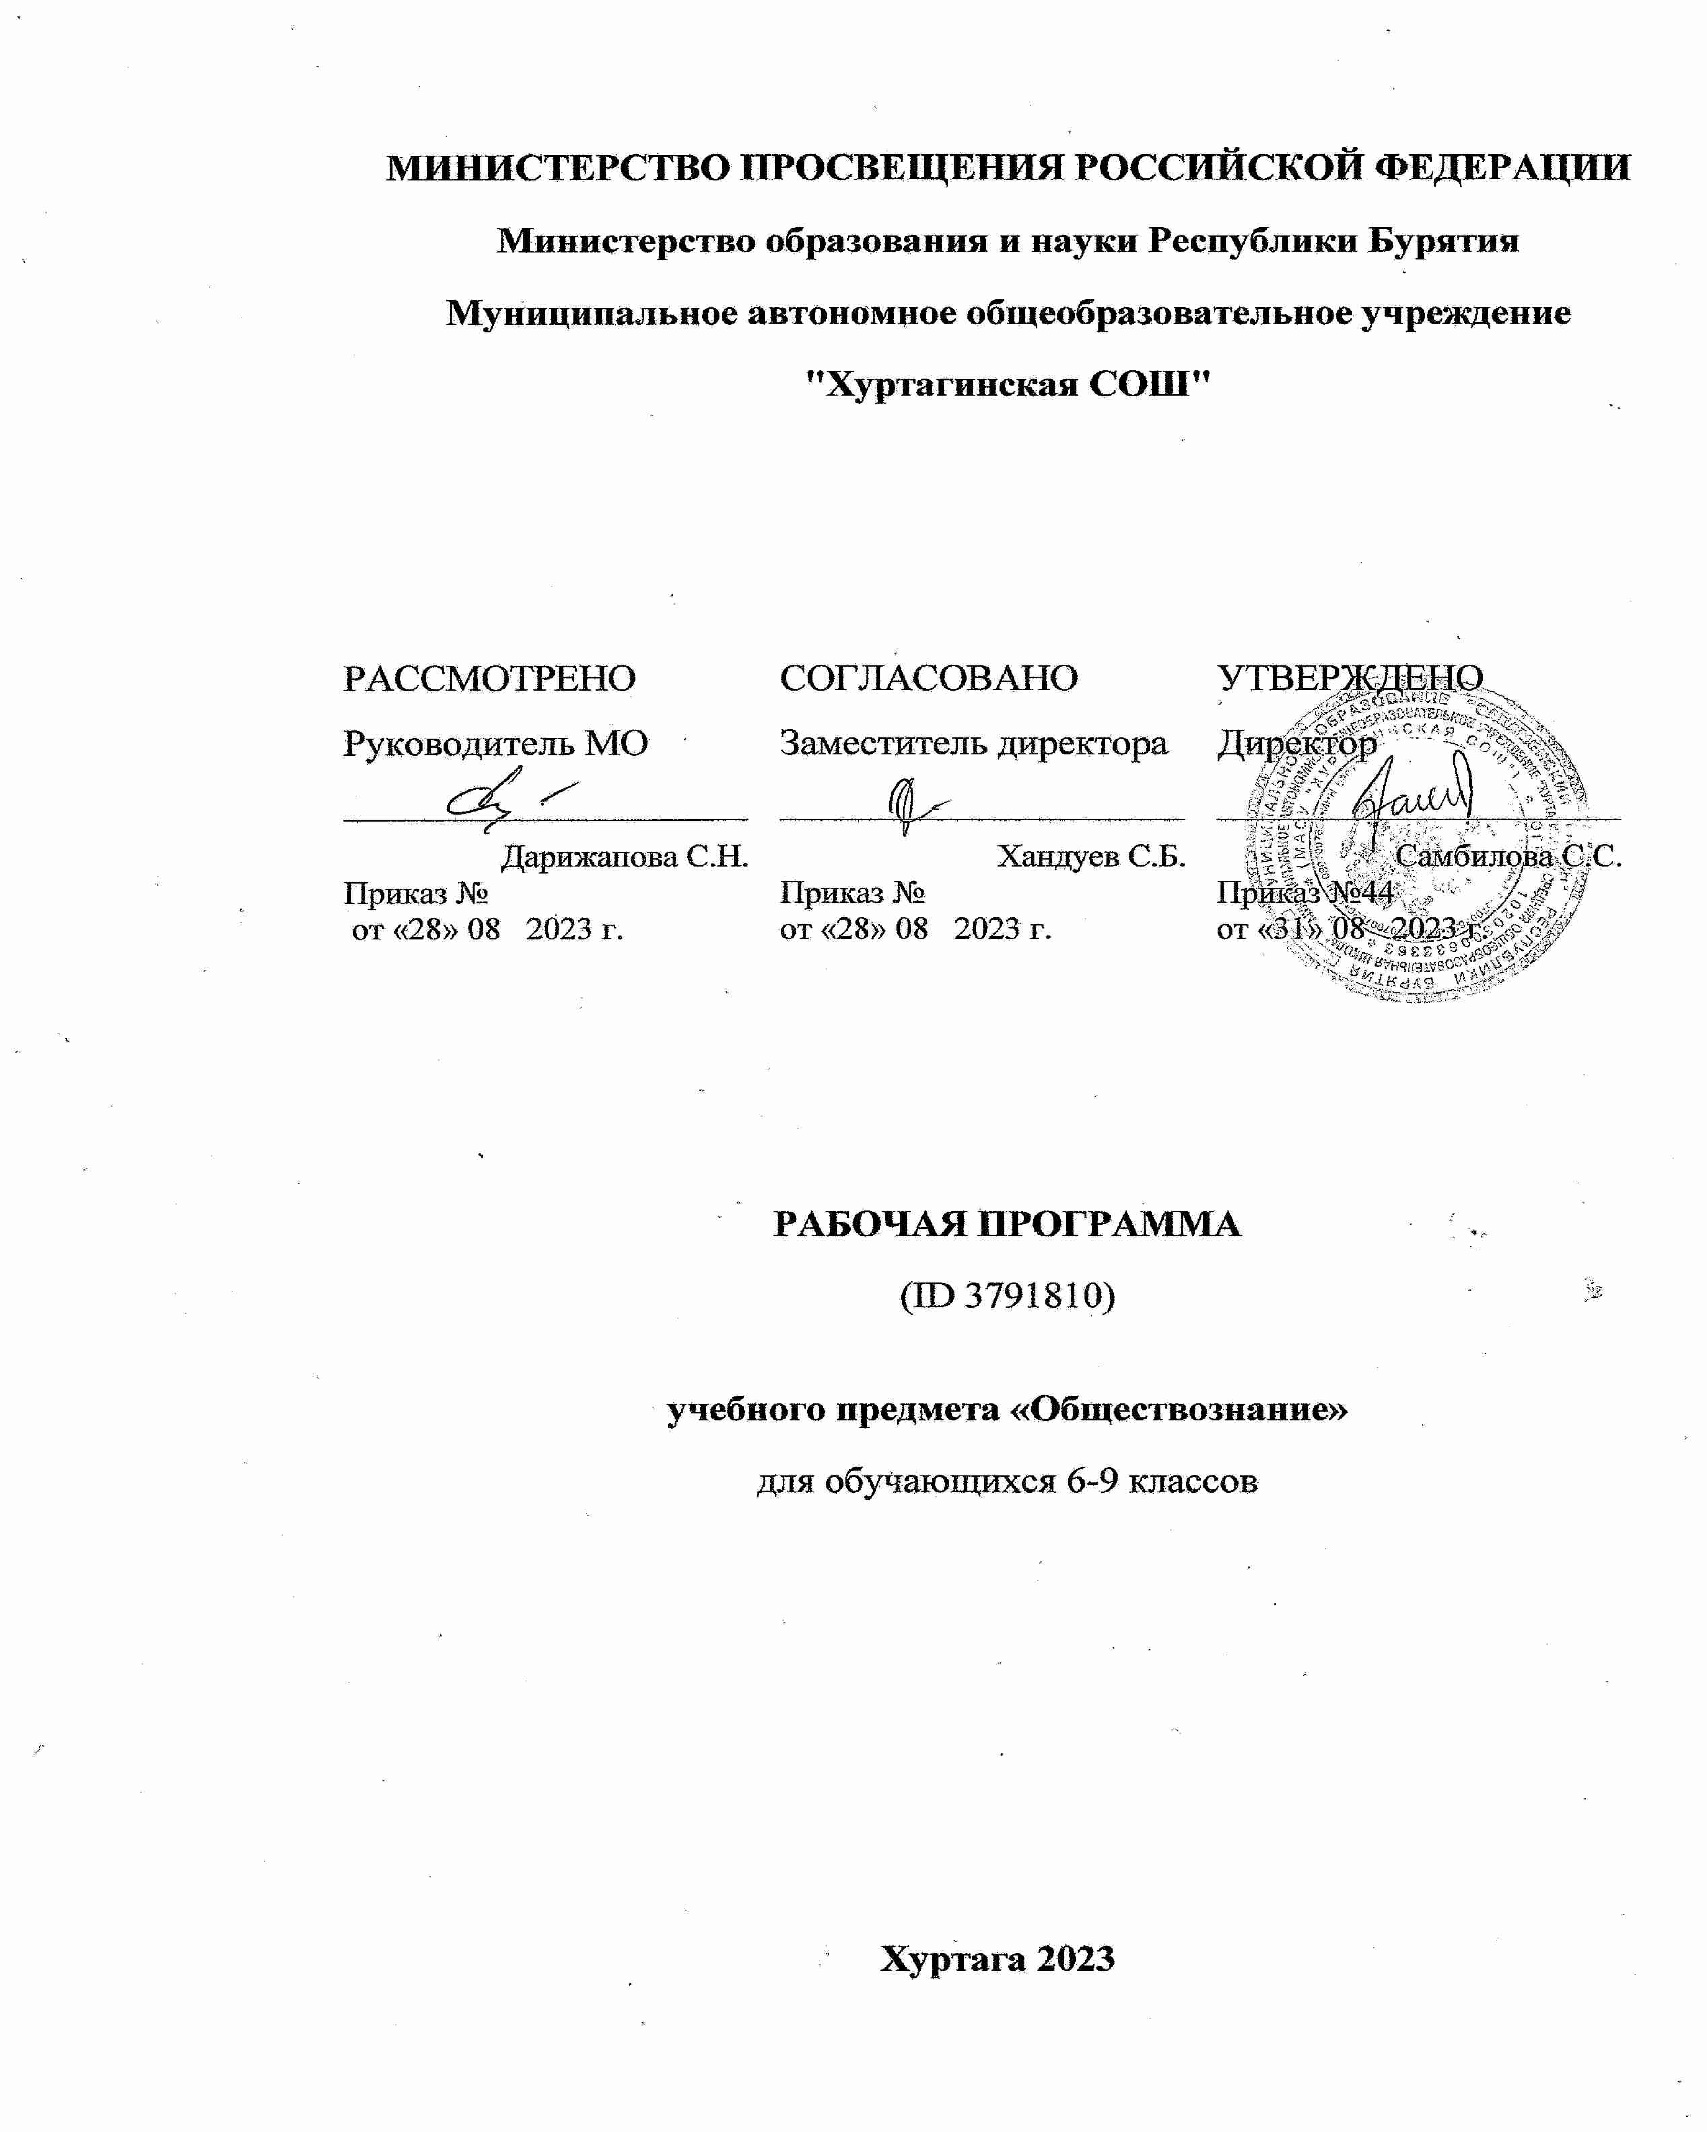 МИНИСТЕРСТВО ПРОСВЕЩЕНИЯ РОССИЙСКОЙ ФЕДЕРАЦИИ
Министерство образования и науки Республики Бурятия
Муниципальное автономное общеобразовательное учреждение
"Хуртагинская СОШ"
РАССМОТРЕНО
Руководитель МО
Дарижапова С.Н.
Приказ №
от «28» 08 2023 г.
СОГЛАСОВАНО
Заместитель директора
Хандуев С.Б.
Приказ №
от «28» 08 2023 г.
УТВЕРЖДЕНО
Директор
Самбилова С.С.
Приказ №44
от «31» 08 2023 г.
РАБОЧАЯ ПРОГРАММА
(ID 3791810)
учебного предмета «Обществознание»
для обучающихся 6-9 классов
Хуртага 2023